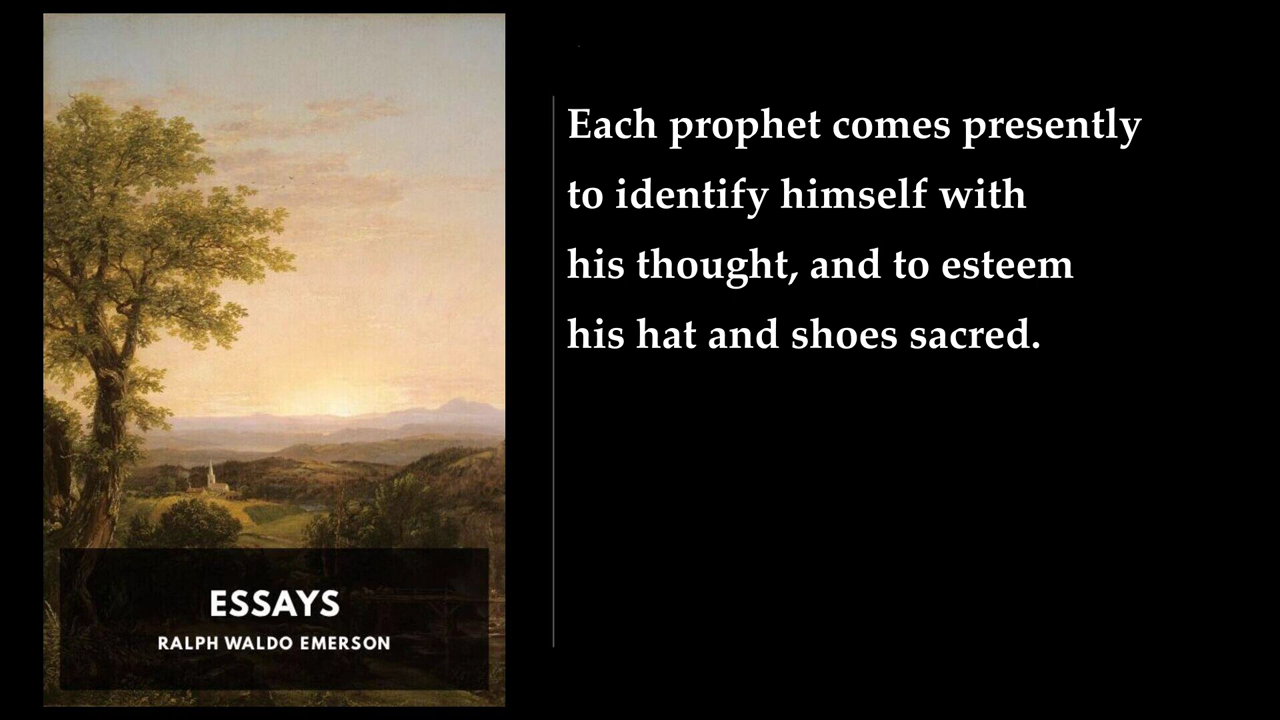 ESSAYS
RALPH WALDO EMERSON
Each prophet comes presently
to identify himself with
his thought, and to esteem
his hat and shoes sacred.